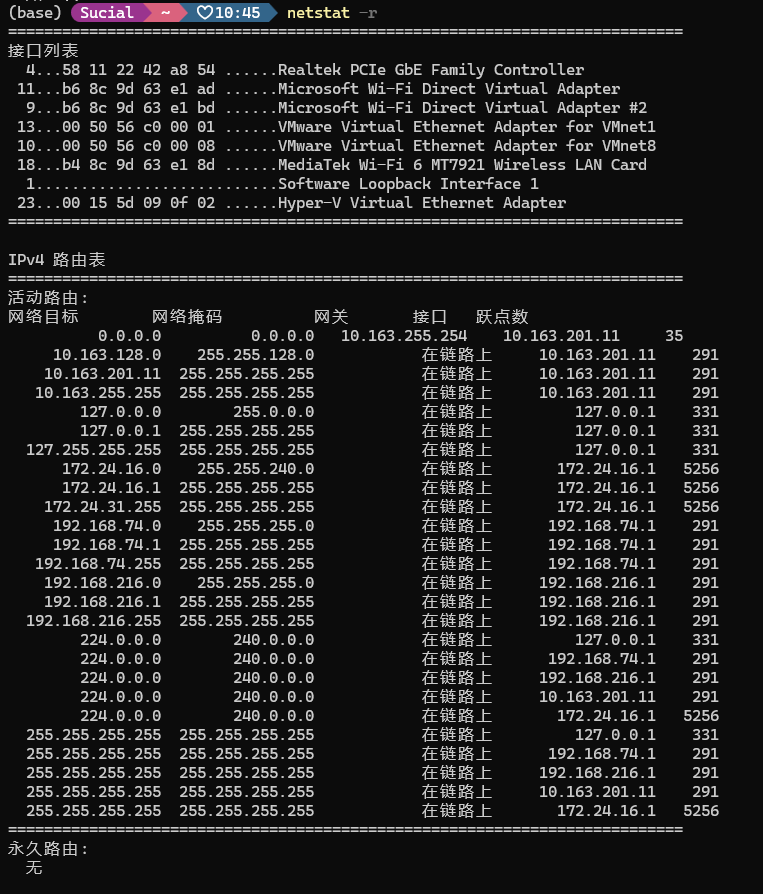 (base) Sucial ~ ♡10:45 netstat -r
===========================================================================
接口列表
  4...58 11 22 42 a8 54 ......Realtek PCIe GbE Family Controller
 11...b6 8c 9d 63 e1 ad ......Microsoft Wi-Fi Direct Virtual Adapter
  9...b6 8c 9d 63 e1 bd ......Microsoft Wi-Fi Direct Virtual Adapter #2
 13...00 50 56 c0 00 01 ......VMware Virtual Ethernet Adapter for VMnet1
 10...00 50 56 c0 00 08 ......VMware Virtual Ethernet Adapter for VMnet8
 18...b4 8c 9d 63 e1 8d ......MediaTek Wi-Fi 6 MT7921 Wireless LAN Card
  1...........................Software Loopback Interface 1
 23...00 15 5d 09 0f 02 ......Hyper-V Virtual Ethernet Adapter
===========================================================================
IPv4 路由表
===========================================================================
活动路由:
网络目标        网络掩码          网关       接口   跃点数
          0.0.0.0          0.0.0.0   10.163.255.254    10.163.201.11     35
     10.163.128.0    255.255.128.0            在链路上     10.163.201.11    291
    10.163.201.11  255.255.255.255            在链路上     10.163.201.11    291
   10.163.255.255  255.255.255.255            在链路上     10.163.201.11    291
        127.0.0.0        255.0.0.0            在链路上         127.0.0.1    331
        127.0.0.1  255.255.255.255            在链路上         127.0.0.1    331
  127.255.255.255  255.255.255.255            在链路上         127.0.0.1    331
      172.24.16.0    255.255.240.0            在链路上       172.24.16.1   5256
      172.24.16.1  255.255.255.255            在链路上       172.24.16.1   5256
    172.24.31.255  255.255.255.255            在链路上       172.24.16.1   5256
     192.168.74.0    255.255.255.0            在链路上      192.168.74.1    291
     192.168.74.1  255.255.255.255            在链路上      192.168.74.1    291
   192.168.74.255  255.255.255.255            在链路上      192.168.74.1    291
    192.168.216.0    255.255.255.0            在链路上     192.168.216.1    291
    192.168.216.1  255.255.255.255            在链路上     192.168.216.1    291
  192.168.216.255  255.255.255.255            在链路上     192.168.216.1    291
        224.0.0.0        240.0.0.0            在链路上         127.0.0.1    331
        224.0.0.0        240.0.0.0            在链路上      192.168.74.1    291
        224.0.0.0        240.0.0.0            在链路上     192.168.216.1    291
        224.0.0.0        240.0.0.0            在链路上     10.163.201.11    291
        224.0.0.0        240.0.0.0            在链路上       172.24.16.1   5256
  255.255.255.255  255.255.255.255            在链路上         127.0.0.1    331
  255.255.255.255  255.255.255.255            在链路上      192.168.74.1    291
  255.255.255.255  255.255.255.255            在链路上     192.168.216.1    291
  255.255.255.255  255.255.255.255            在链路上     10.163.201.11    291
  255.255.255.255  255.255.255.255            在链路上       172.24.16.1   5256
===========================================================================
永久路由:
  无